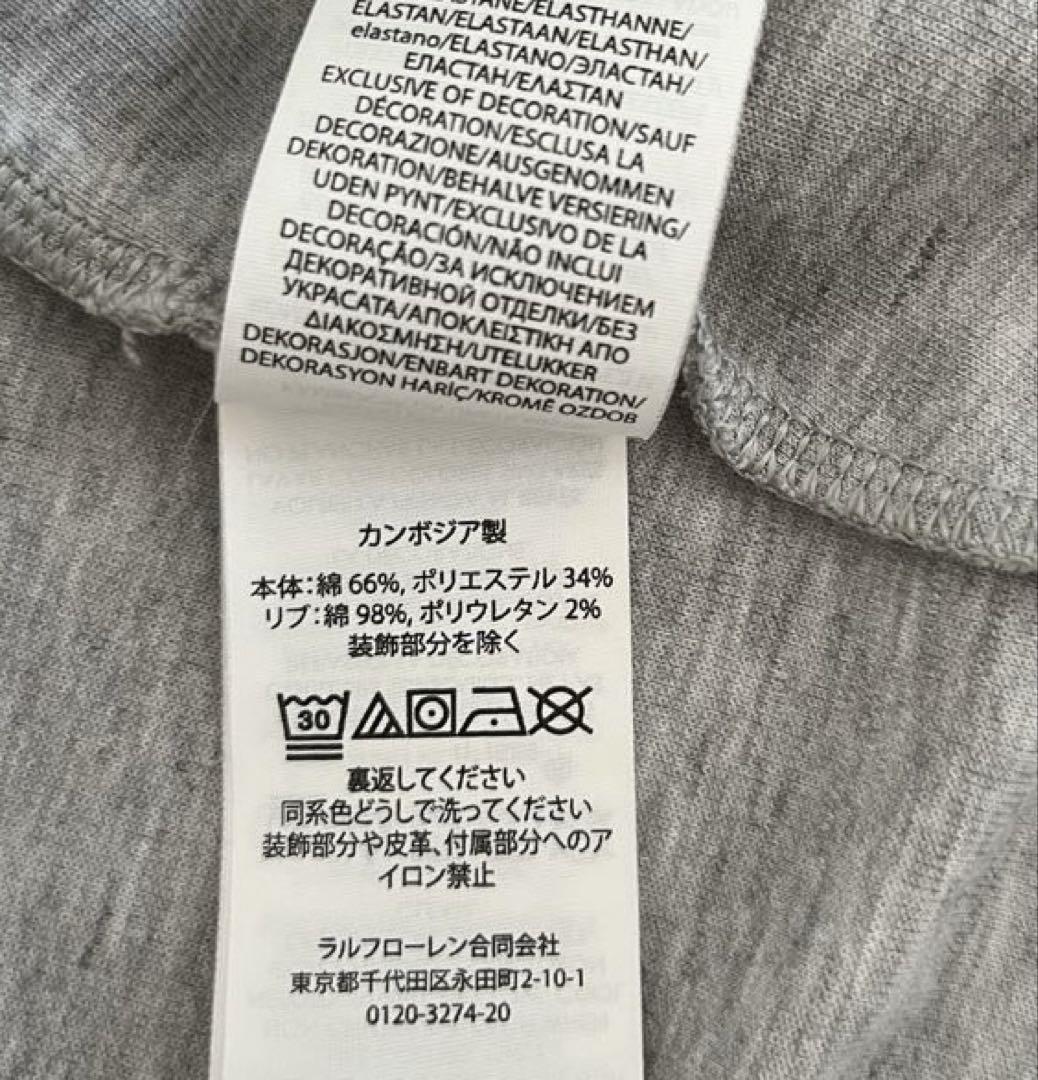 ELASTHANNE/
ELASTAN/ELASTAAN/ELASTHAN/
elastano/ELASTANO/ЭЛАСТАН/
ЕЛАСТАН/ΕΛΑΣΤΑΝ
EXCLUSIVE OF DECORATION/SAUF
DÉCORATION/ESCLUSA LA
DECORAZIONE/AUSGENOMMEN
DEKORATION/BEHALVE VERSIERING/
UDEN PYNT/EXCLUSIVO DE LA
DECORACIÓN/NÃO INCLUI
DECORAÇÃO/ЗА ИСКЛЮЧЕНИЕМ
ДЕКОРАТИВНОЙ ОТДЕЛКИ/БЕЗ
УКРАСАТА/ΑΠΟΚΛΕΙΣΤΙΚΗ ΑΠΟ
ΔΙΑΚΟΣΜΗΣΗ/UTELUKKER
DEKORASJON/ENBART DEKORATION/
DEKORASYON HARİÇ/KROMĚ OZDOB
カンボジア製
本体:綿 66%, ポリエステル 34%
リブ:綿 98%, ポリウレタン 2%
装飾部分を除く
30
裏返してください
同系色どうしで洗ってください
装飾部分や皮革、付属部分へのア
イロン禁止
ラルフローレン合同会社
東京都千代田区永田町2-10-1
0120-3274-20